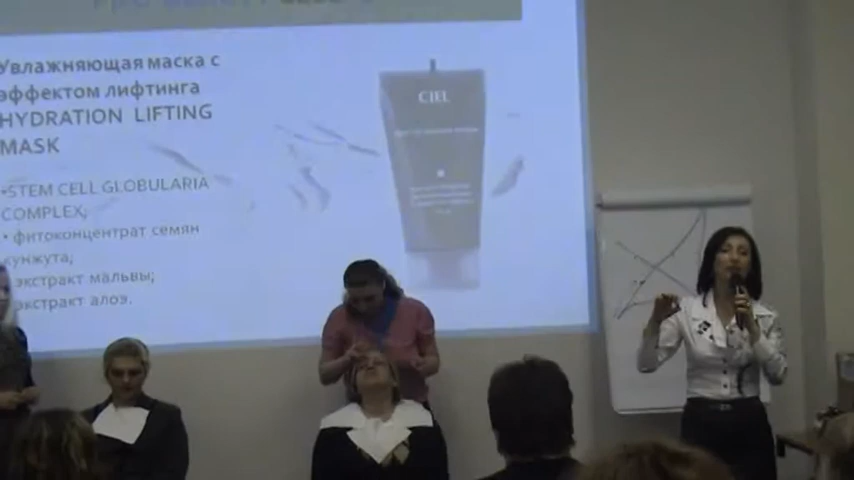 Увлажняющая маска с
эффектом лифтинга
HYDRATION LIFTING
MASK
•STEM CELL GLOBULARIA
COMPLEX;
• фитоконцентрат семян
кунжута;
экстракт мальвы;
экстракт алоэ.
CIEL